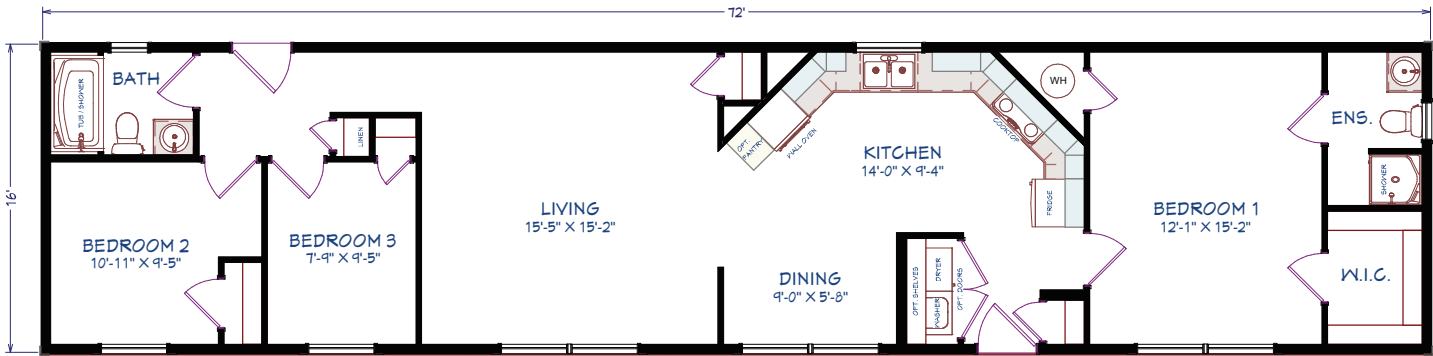 72'
16'
BATH
TUB / SHOWER
LINEN
BEDROOM 2
10'-11" X 9'-5"
BEDROOM 3
7'-9" X 9'-5"
LIVING
15'-5" X 15'-2"
OPT.
PANTRY
WALL OVEN
KITCHEN
14'-0" X 9'-4"
COOKTOP
FRIDGE
WH
DINING
9'-0" X 5'-8"
OPT. SHELVES
DRYER
WASHER
OPT. DOORS
BEDROOM 1
12'-1" X 15'-2"
ENS.
SHOWER
W.I.C.